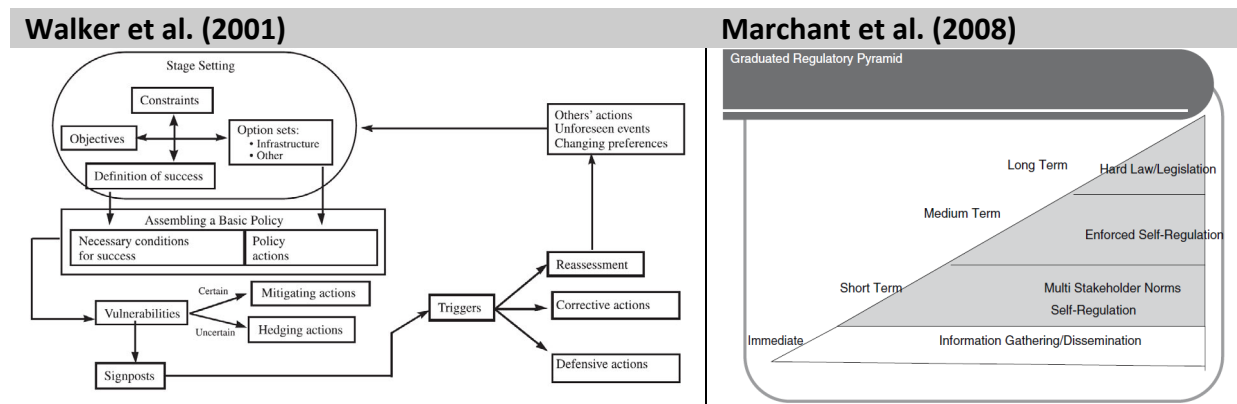 Walker et al. (2001)
Stage Setting
Constraints
Objectives
Option sets:
• Infrastructure
• Other
Definition of success
Assembling a Basic Policy
Necessary conditions
for success
Policy
actions
Vulnerabilities
Certain
Uncertain
Mitigating actions
Hedging actions
Signposts
Triggers
Others' actions
Unforeseen events
Changing preferences
Reassessment
Corrective actions
Defensive actions
Marchant et al. (2008)
Graduated Regulatory Pyramid
Long Term
Hard Law/Legislation
Medium Term
Enforced Self-Regulation
Short Term
Multi Stakeholder Norms
Self-Regulation
Immediate
Information Gathering/Dissemination